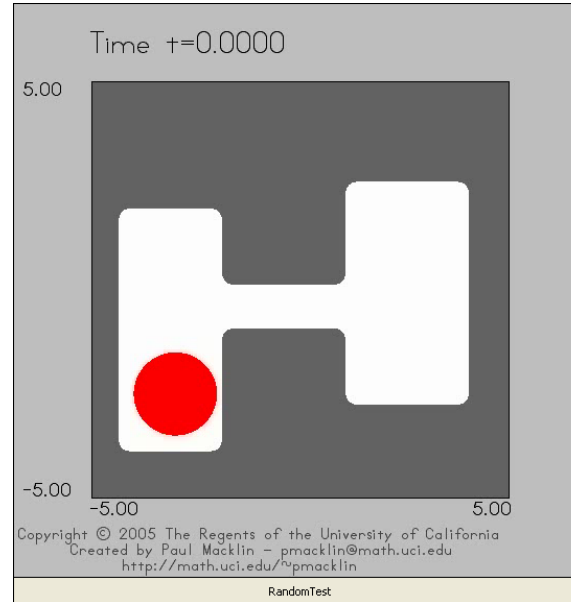 Time t=0.0000
5.00
-5.00
-5.00 5.00
Copyright © 2005 The Regents of the University of California
Created by Paul Macklin - pmacklin@math.uci.edu
http://math.uci.edu/~pmacklin
RandomTest